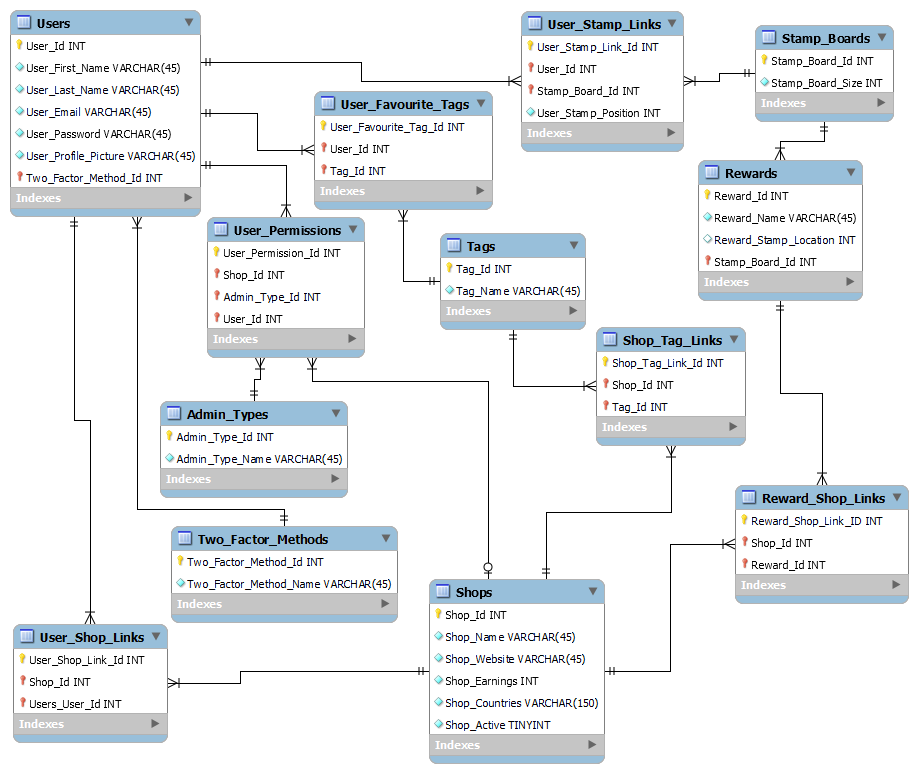 Users
User_Id INT
User_First_Name VARCHAR(45)
User_Last_Name VARCHAR(45)
User_Email VARCHAR(45)
User_Password VARCHAR(45)
User_Profile_Picture VARCHAR(45)
Two_Factor_Method_Id INT
Indexes
User_Stamp_Links
User_Stamp_Link_Id INT
User_Id INT
Stamp_Board_Id INT
User_Stamp_Position INT
Indexes
Stamp_Boards
Stamp_Board_Id INT
Stamp_Board_Size INT
Indexes
User_Favourite_Tags
User_Favourite_Tag_Id INT
User_Id INT
Tag_Id INT
Indexes
Rewards
Reward_Id INT
Reward_Name VARCHAR(45)
Reward_Stamp_Location INT
Stamp_Board_Id INT
Indexes
User_Permissions
User_Permission_Id INT
Shop_Id INT
Admin_Type_Id INT
User_Id INT
Indexes
Tags
Tag_Id INT
Tag_Name VARCHAR(45)
Indexes
Shop_Tag_Links
Shop_Tag_Link_Id INT
Shop_Id INT
Tag_Id INT
Indexes
Admin_Types
Admin_Type_Id INT
Admin_Type_Name VARCHAR(45)
Indexes
Reward_Shop_Links
Reward_Shop_Link_ID INT
Shop_Id INT
Reward_Id INT
Indexes
Two_Factor_Methods
Two_Factor_Method_Id INT
Two_Factor_Method_Name VARCHAR(45)
Indexes
Shops
Shop_Id INT
Shop_Name VARCHAR(45)
Shop_Website VARCHAR(45)
Shop_Earnings INT
Shop_Countries VARCHAR(150)
Shop_Active TINYINT
Indexes
User_Shop_Links
User_Shop_Link_Id INT
Shop_Id INT
Users_User_Id INT
Indexes